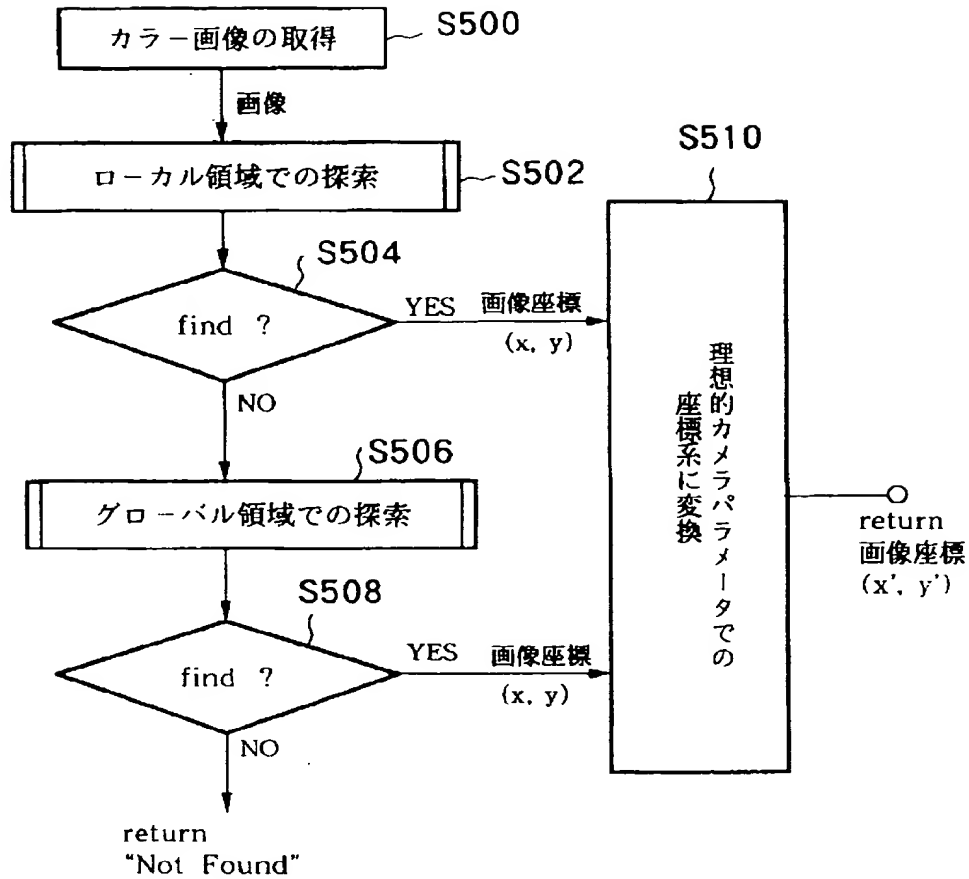 カラー画像の取得
S500
画像
ローカル領域での探索
S502
S504
find ?
YES
画像座標
(x, y)
NO
S506
グローバル領域での探索
S508
find ?
YES
画像座標
(x, y)
NO
return
"Not Found"
S510
理想的カメラパラメータでの
座標系に変換
return
画像座標
(x', y')